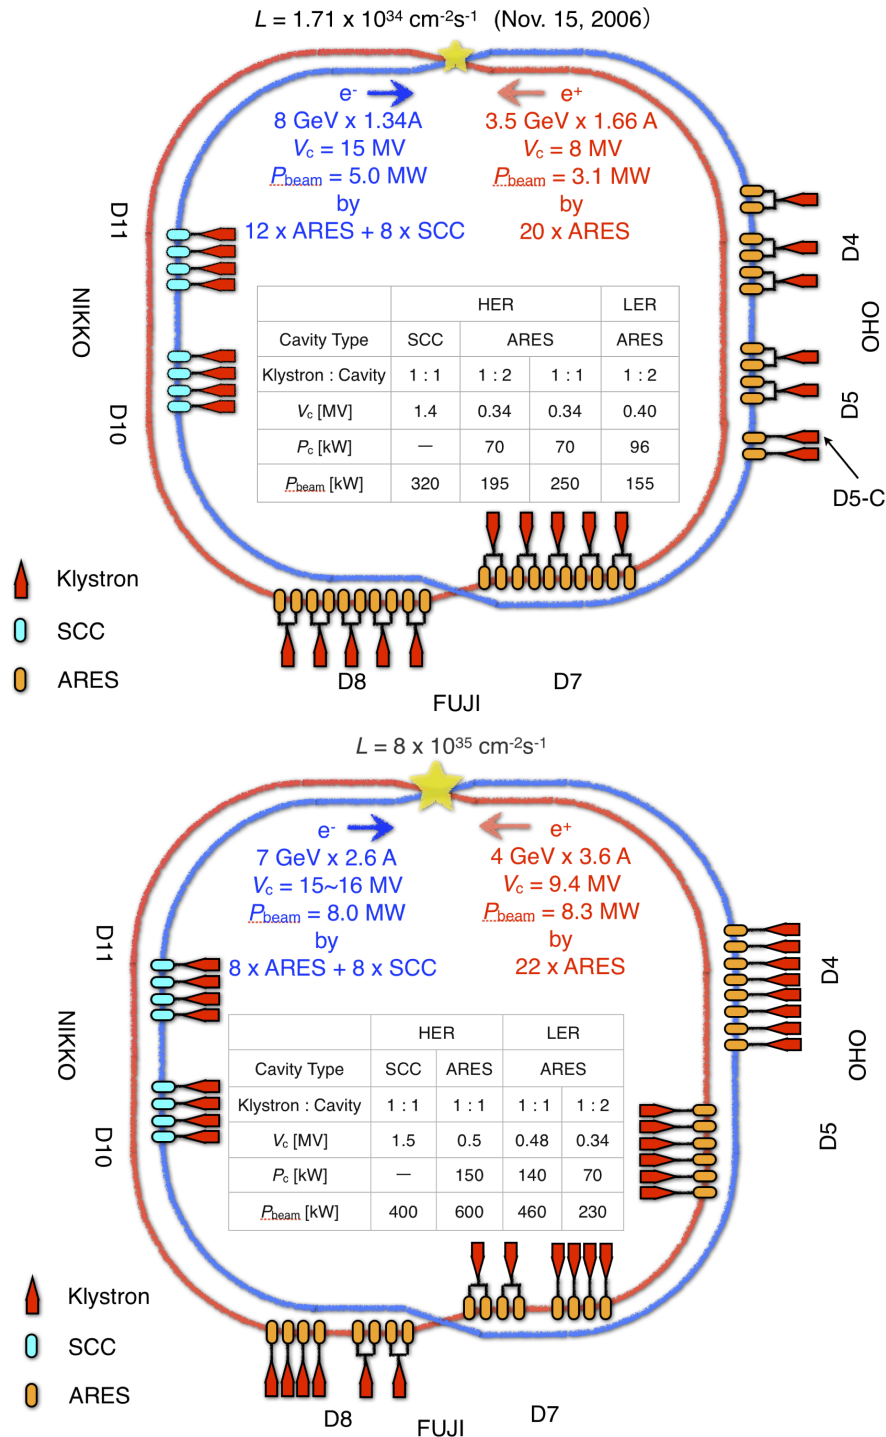 L = 1.71 x 10³⁴ cm⁻²s⁻¹ (Nov. 15, 2006)
e⁻ e⁺
8 GeV x 1.34A 3.5 GeV x 1.66 A
Vc = 15 MV Vc = 8 MV
Pbeam = 5.0 MW Pbeam = 3.1 MW
by by
12 x ARES + 8 x SCC 20 x ARES
D11
NIKKO
D10
D4
OHO
D5
D5-C
HER LER
Cavity Type SCC ARES ARES
Klystron : Cavity 1 : 1 1 : 2 1 : 1 1 : 2
Vc [MV] 1.4 0.34 0.34 0.40
Pc [kW] — 70 70 96
Pbeam [kW] 320 195 250 155
Klystron
SCC
ARES
D8 D7
FUJI
L = 8 x 10³⁵ cm⁻²s⁻¹
e⁻ e⁺
7 GeV x 2.6 A 4 GeV x 3.6 A
Vc = 15~16 MV Vc = 9.4 MV
Pbeam = 8.0 MW Pbeam = 8.3 MW
by by
8 x ARES + 8 x SCC 22 x ARES
D11
NIKKO
D10
D4
OHO
D5
HER LER
Cavity Type SCC ARES ARES
Klystron : Cavity 1 : 1 1 : 1 1 : 1 1 : 2
Vc [MV] 1.5 0.5 0.48 0.34
Pc [kW] — 150 140 70
Pbeam [kW] 400 600 460 230
Klystron
SCC
ARES
D8 D7
FUJI